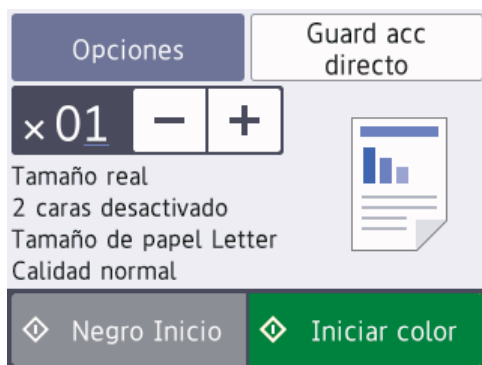 Opciones
Guard acc
directo
×01
−
+
Tamaño real
2 caras desactivado
Tamaño de papel Letter
Calidad normal
Negro Inicio
Iniciar color